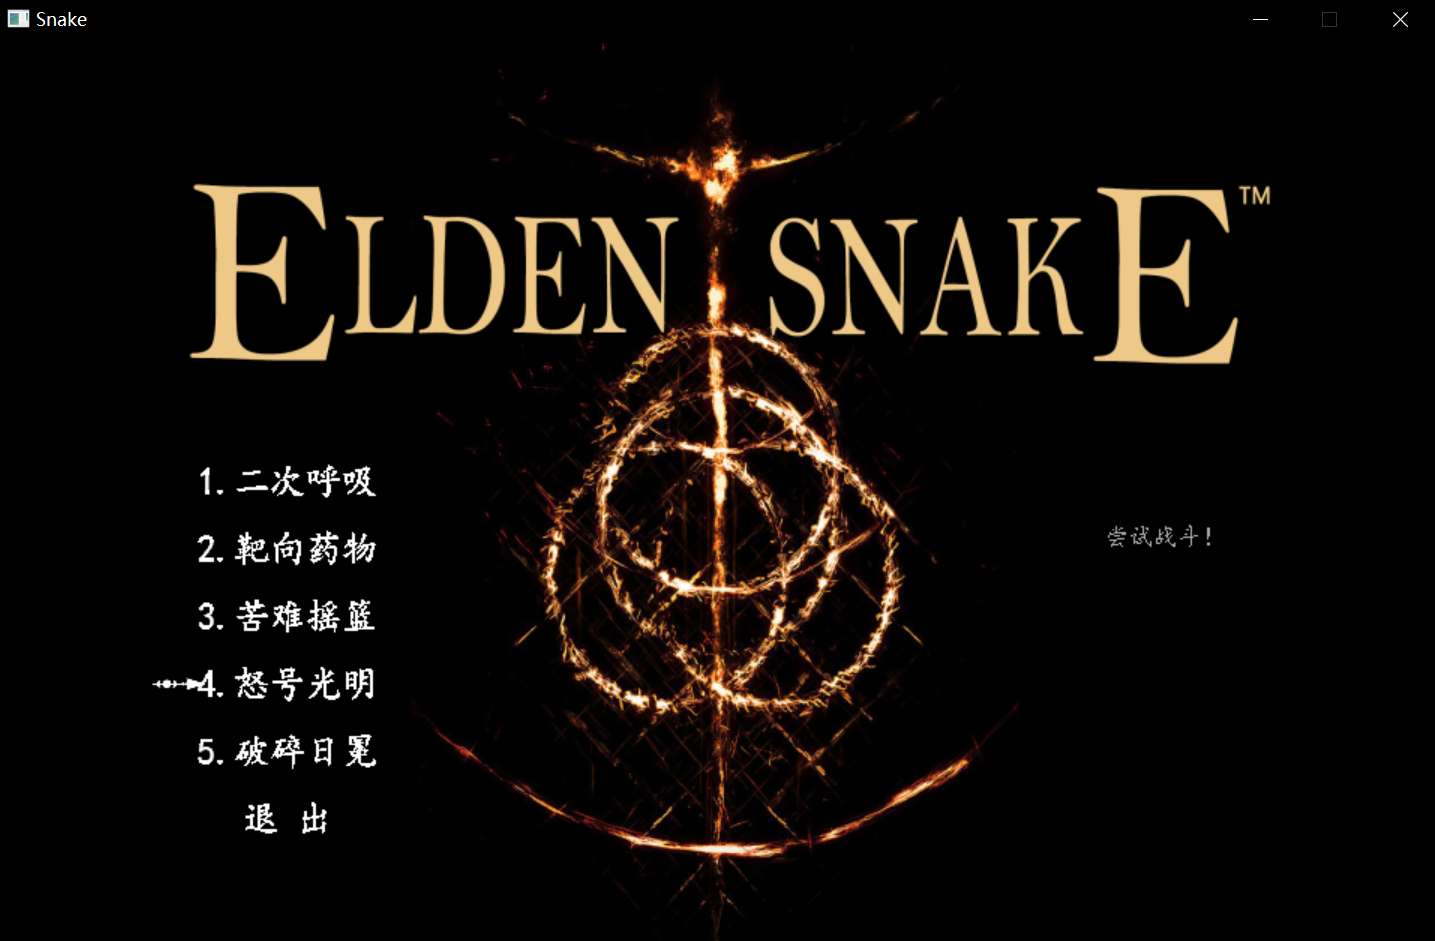 Snake
ELDEN SNAKE™
1.二次呼吸
2.靶向药物
3.苦难摇篮
4.怒号光明
5.破碎日冕
退 出
尝试战斗!